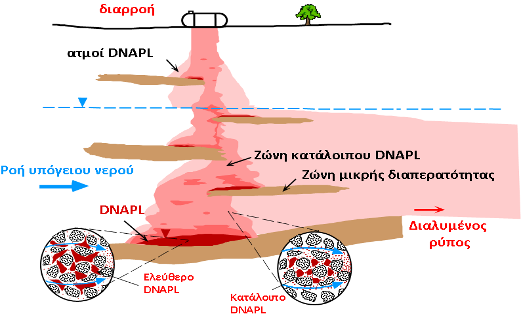 διαρροή
ατμοί DNAPL
Ζώνη κατάλοιπου DNAPL
Ροή υπόγειου νερού
Ζώνη μικρής διαπερατότητας
DNAPL
Διαλυμένος
ρύπος
Ελεύθερο
DNAPL
Κατάλοιπο
DNAPL